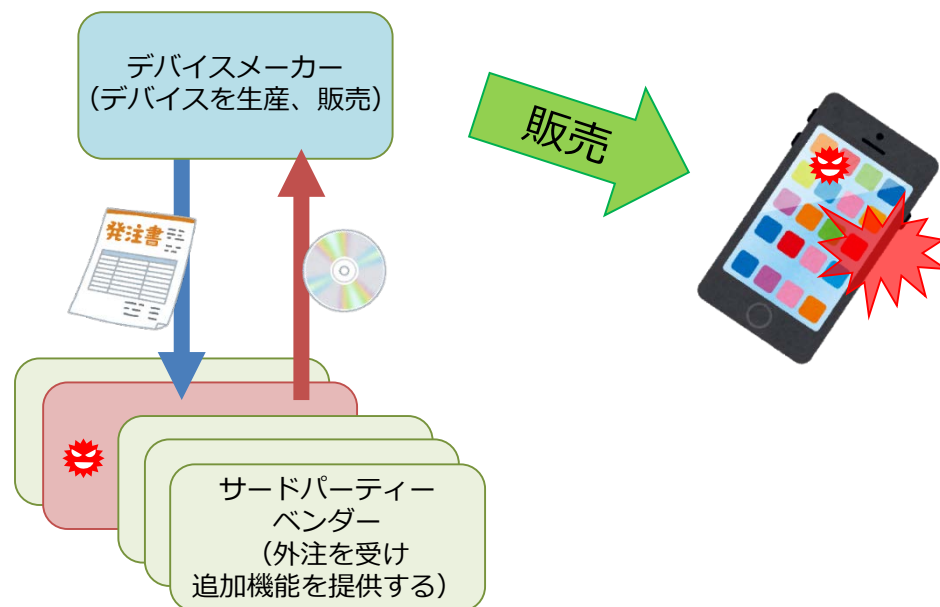 デバイスメーカー
（デバイスを生産、販売）
販売
発注書
サードパーティー
ベンダー
（外注を受け
追加機能を提供する）